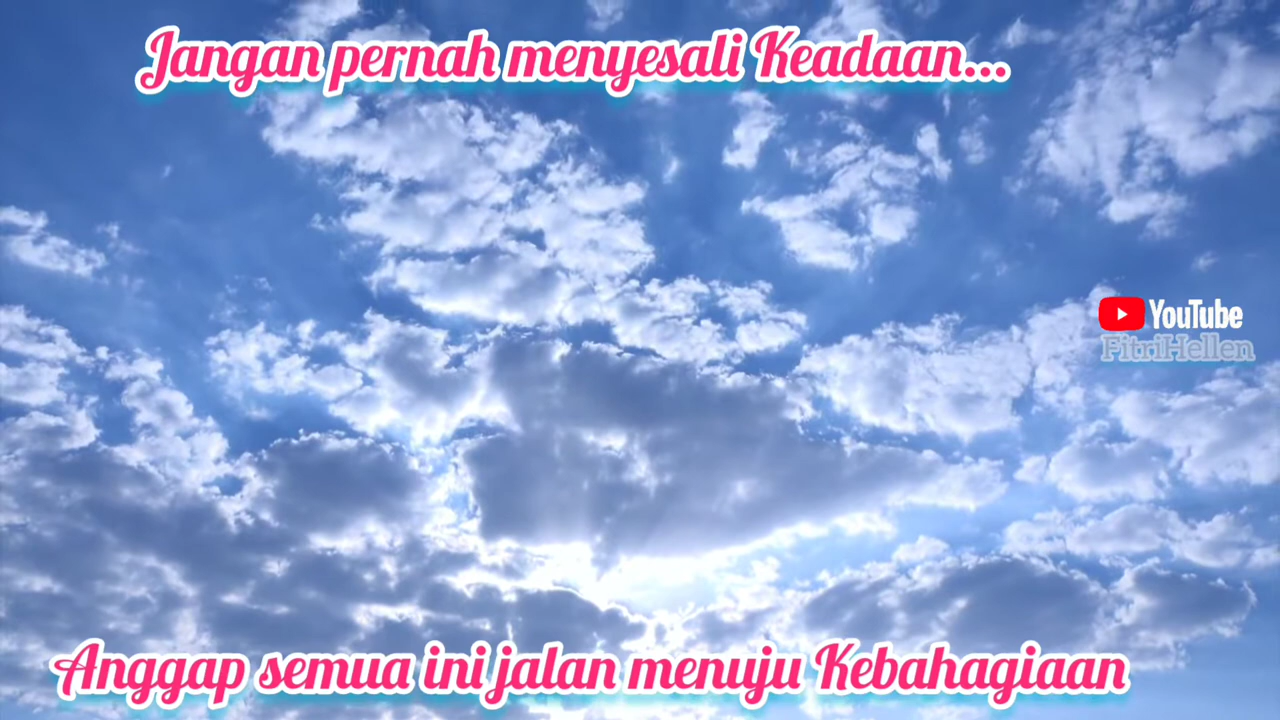 Jangan pernah menyesali Keadaan...
YouTube
FitriHellen
Anggap semua ini jalan menuju Kebahagiaan